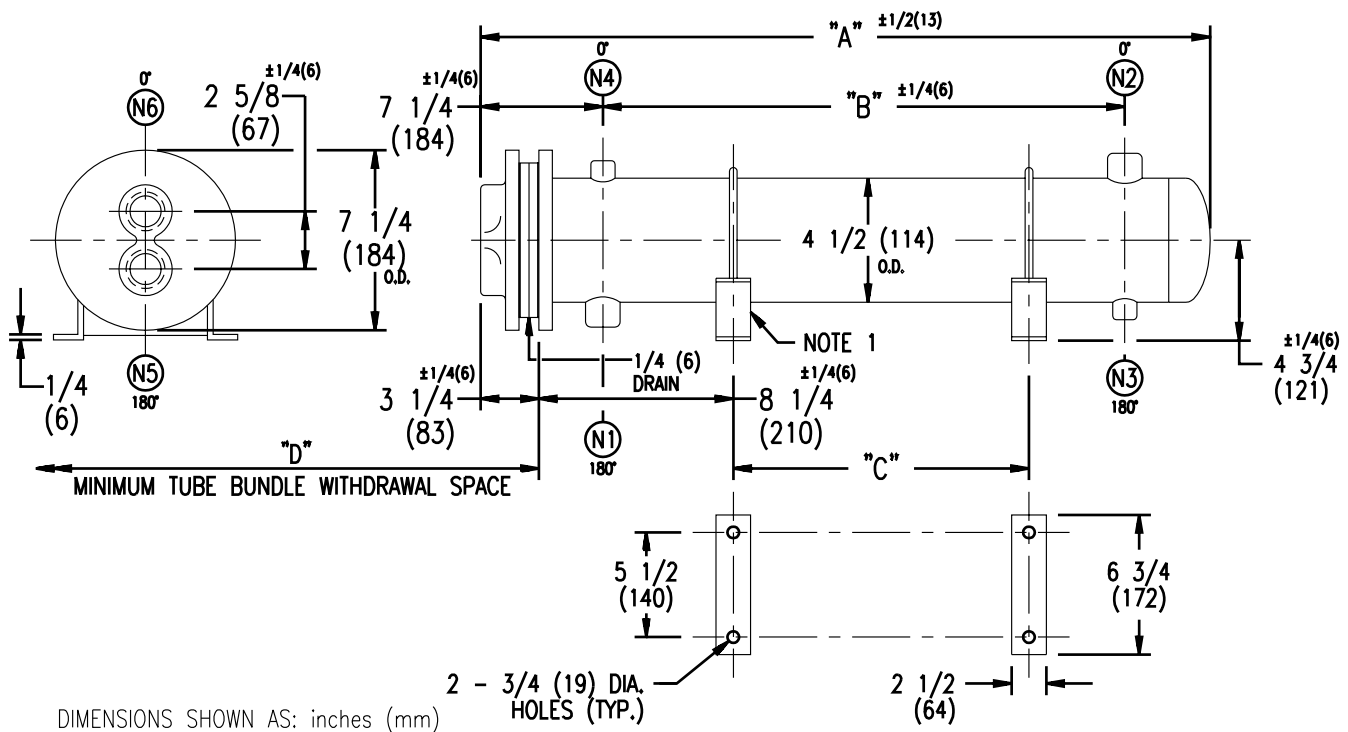 "A" ±1/2(13)
0°
N6
±1/4(6)
2 5/8
(67)
±1/4(6)
7 1/4
(184)
0°
N4
"B" ±1/4(6)
0°
N2
7 1/4
(184)
O.D.
4 1/2 (114)
O.D.
1/4
(6)
N5
180°
NOTE 1
1/4 (6)
DRAIN
±1/4(6)
3 1/4
(83)
±1/4(6)
8 1/4
(210)
N1
180°
N3
180°
±1/4(6)
4 3/4
(121)
"D"
MINIMUM TUBE BUNDLE WITHDRAWAL SPACE
"C"
5 1/2
(140)
6 3/4
(172)
2 - 3/4 (19) DIA.
HOLES (TYP.)
2 1/2
(64)
DIMENSIONS SHOWN AS: inches (mm)